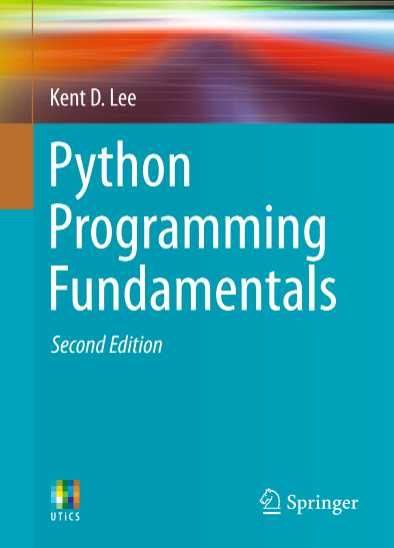 Kent D. Lee
Python
Programming
Fundamentals
Second Edition
UTiCS
Springer